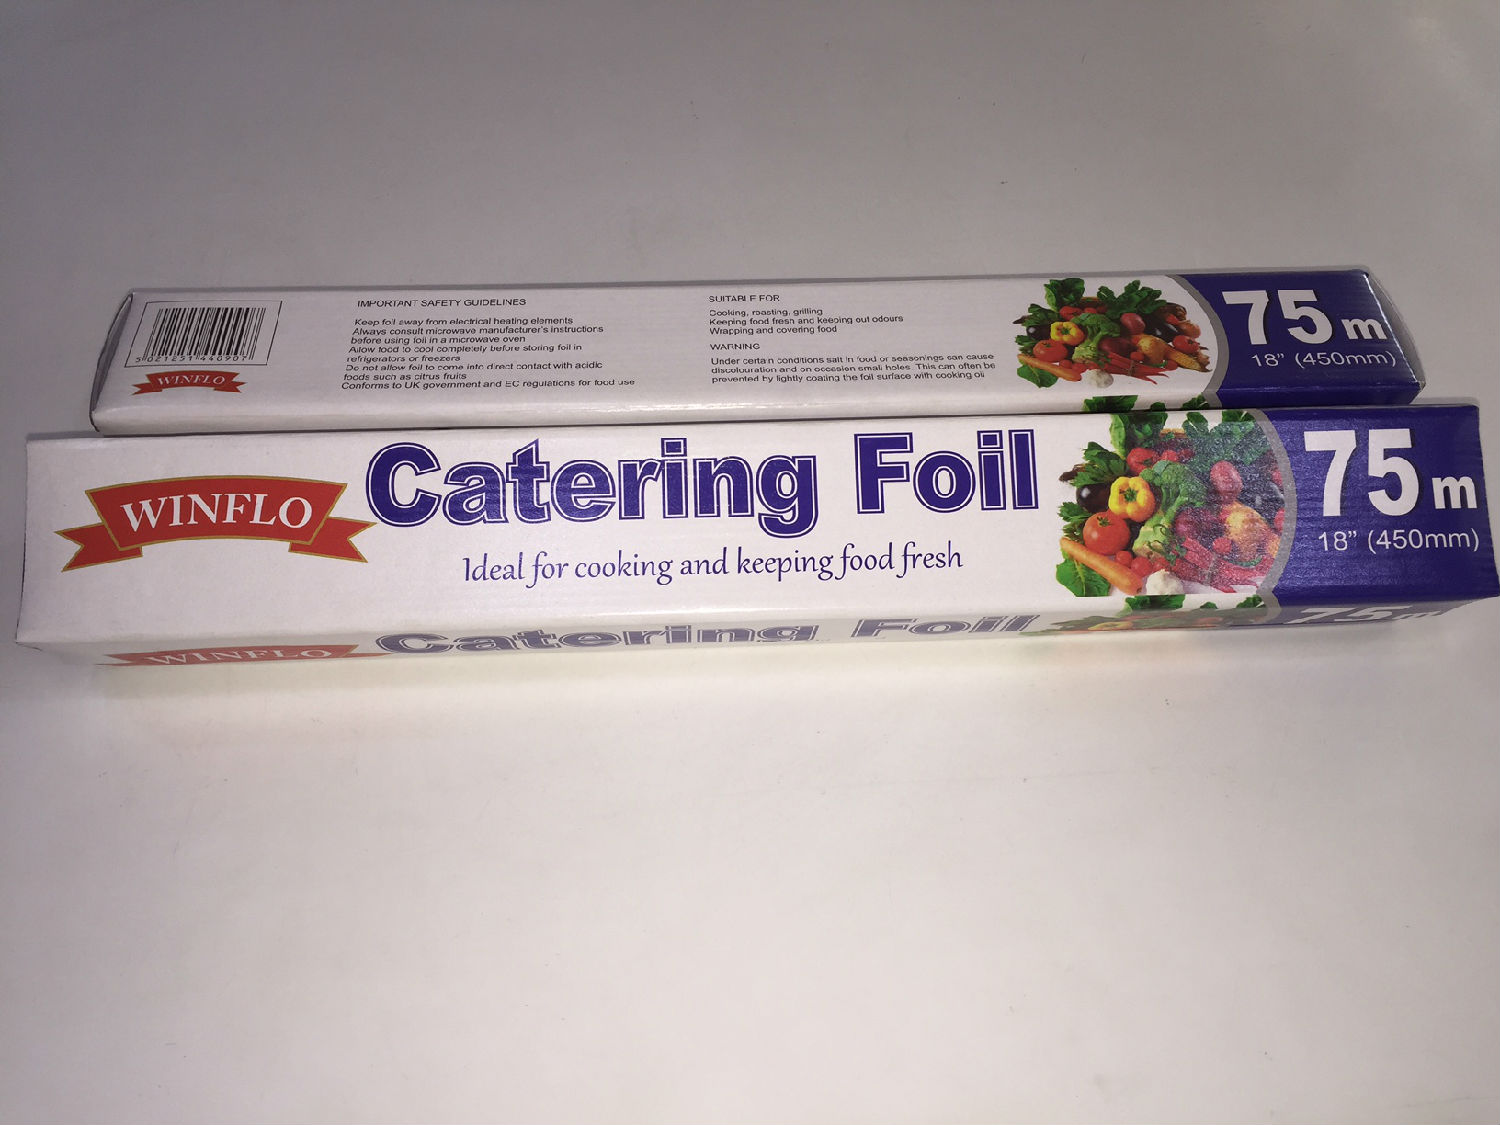 IMPORTANT SAFETY GUIDELINES
Keep foil away from electrical heating elements
Always consult microwave manufacturer's instructions
before using foil in a microwave oven
Allow food to cool completely before storing foil in
refrigerators or freezers
Do not allow foil to come into direct contact with acidic
foods such as citrus fruits
Conforms to UK government and EC regulations for food use
WINFLO
SUITABLE FOR
Cooking, roasting, grilling
Keeping food fresh and keeping out odours
Wrapping and covering food
WARNING
Under certain conditions salt in food or seasonings can cause
discolouration and on occasion small holes. This can often be
prevented by lightly coating the foil surface with cooking oil
75m
18" (450mm)
WINFLO
Catering Foil
Ideal for cooking and keeping food fresh
75m
18" (450mm)
WINFLO
Catering Foil
75m